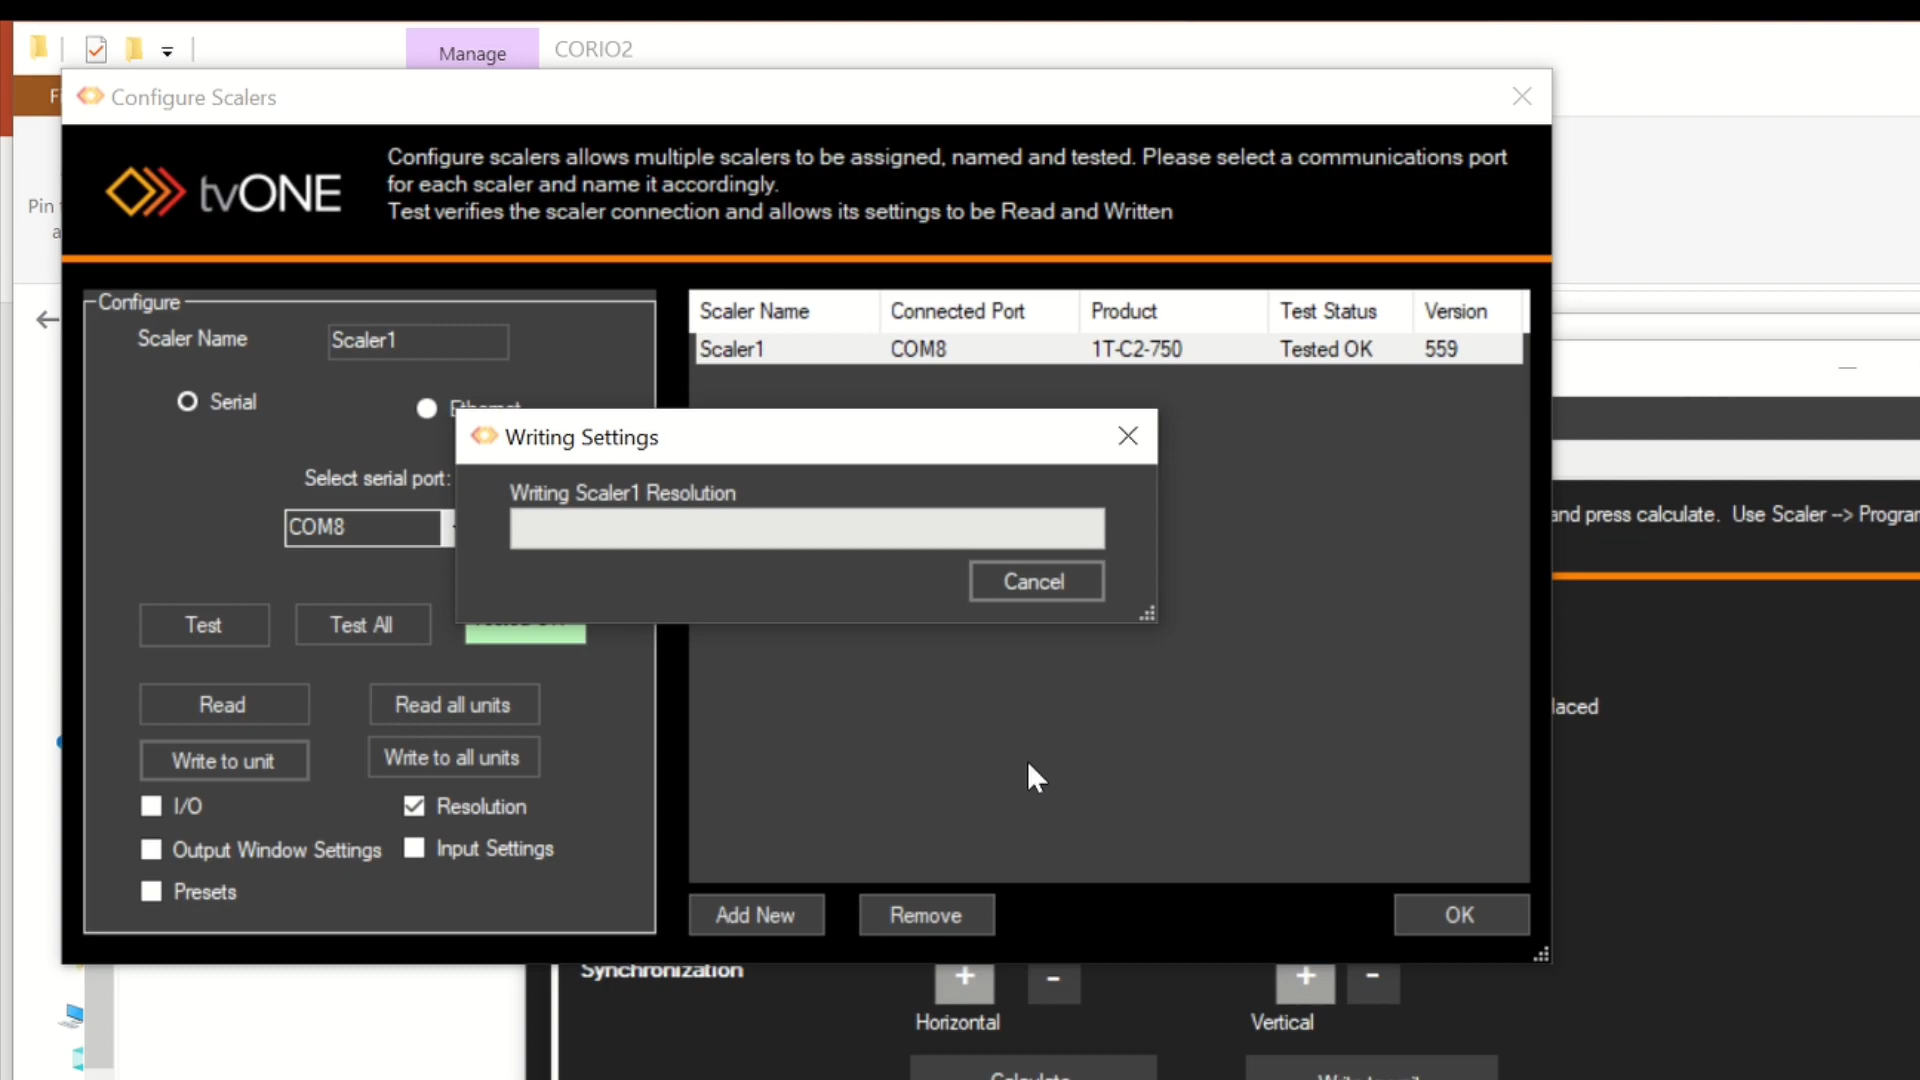 Manage
CORIO2
Configure Scalers
tvONE
Configure scalers allows multiple scalers to be assigned, named and tested. Please select a communications port
for each scaler and name it accordingly.
Test verifies the scaler connection and allows its settings to be Read and Written
Pin
Configure
Scaler Name
Scaler1
Serial
Select serial port:
COM8
Test
Test All
Read
Read all units
Write to unit
Write to all units
I/O
Resolution
Output Window Settings
Input Settings
Presets
Scaler Name Connected Port Product Test Status Version
Scaler1 COM8 1T-C2-750 Tested OK 559
Writing Settings
Writing Scaler1 Resolution
Cancel
Add New
Remove
OK
and press calculate. Use Scaler --> Program
laced
Synchronization
+ -
+ -
Horizontal
Vertical